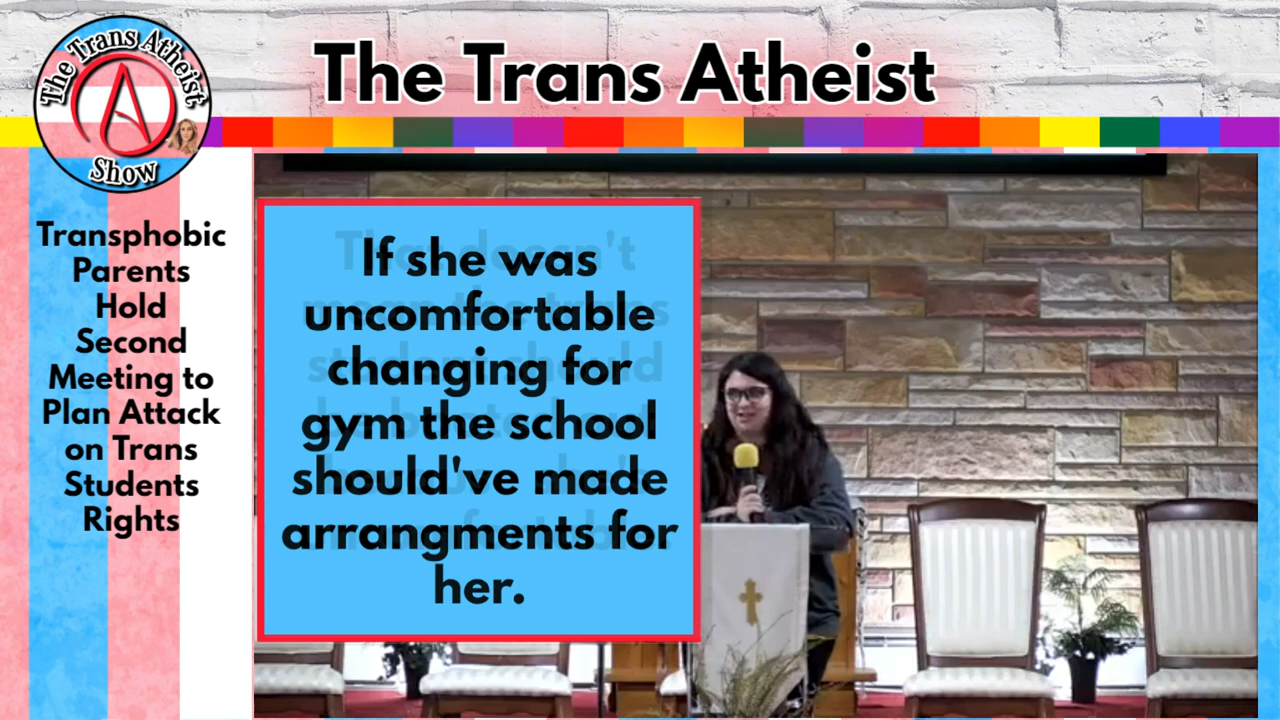 The Trans Atheist
Show
The Trans Atheist
Transphobic
Parents
Hold
Second
Meeting to
Plan Attack
on Trans
Students
Rights
If she was
uncomfortable
changing for
gym the school
should've made
arrangments for
her.